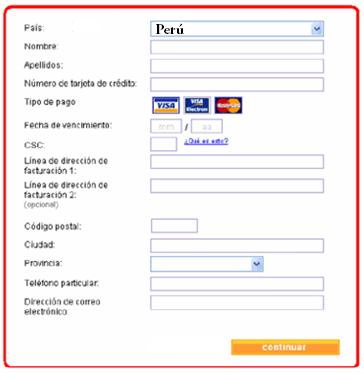 País: Perú
Nombre:
Apellidos:
Número de tarjeta de crédito:
Tipo de pago VISA VISA Electron MasterCard
Fecha de vencimiento: mm / aa
CSC: ¿Qué es esto?
Línea de dirección de
facturación 1:
Línea de dirección de
facturación 2:
(opcional)
Código postal:
Ciudad:
Provincia:
Teléfono particular:
Dirección de correo
electrónico:
continuar